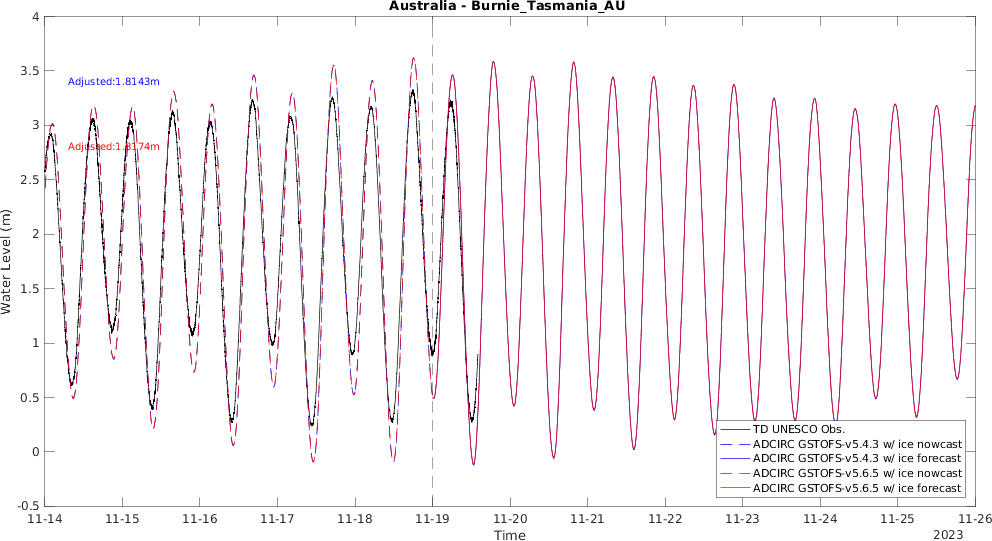 Australia - Burnie_Tasmania_AU
Water Level (m)
4
3.5
3
2.5
2
1.5
1
0.5
0
-0.5
Adjusted:1.8143m
Adjusted:1.8174m
TD UNESCO Obs.
ADCIRC GSTOFS-v5.4.3 w/ ice nowcast
ADCIRC GSTOFS-v5.4.3 w/ ice forecast
ADCIRC GSTOFS-v5.6.5 w/ ice nowcast
ADCIRC GSTOFS-v5.6.5 w/ ice forecast
11-14 11-15 11-16 11-17 11-18 11-19 11-20 11-21 11-22 11-23 11-24 11-25 11-26
Time
2023